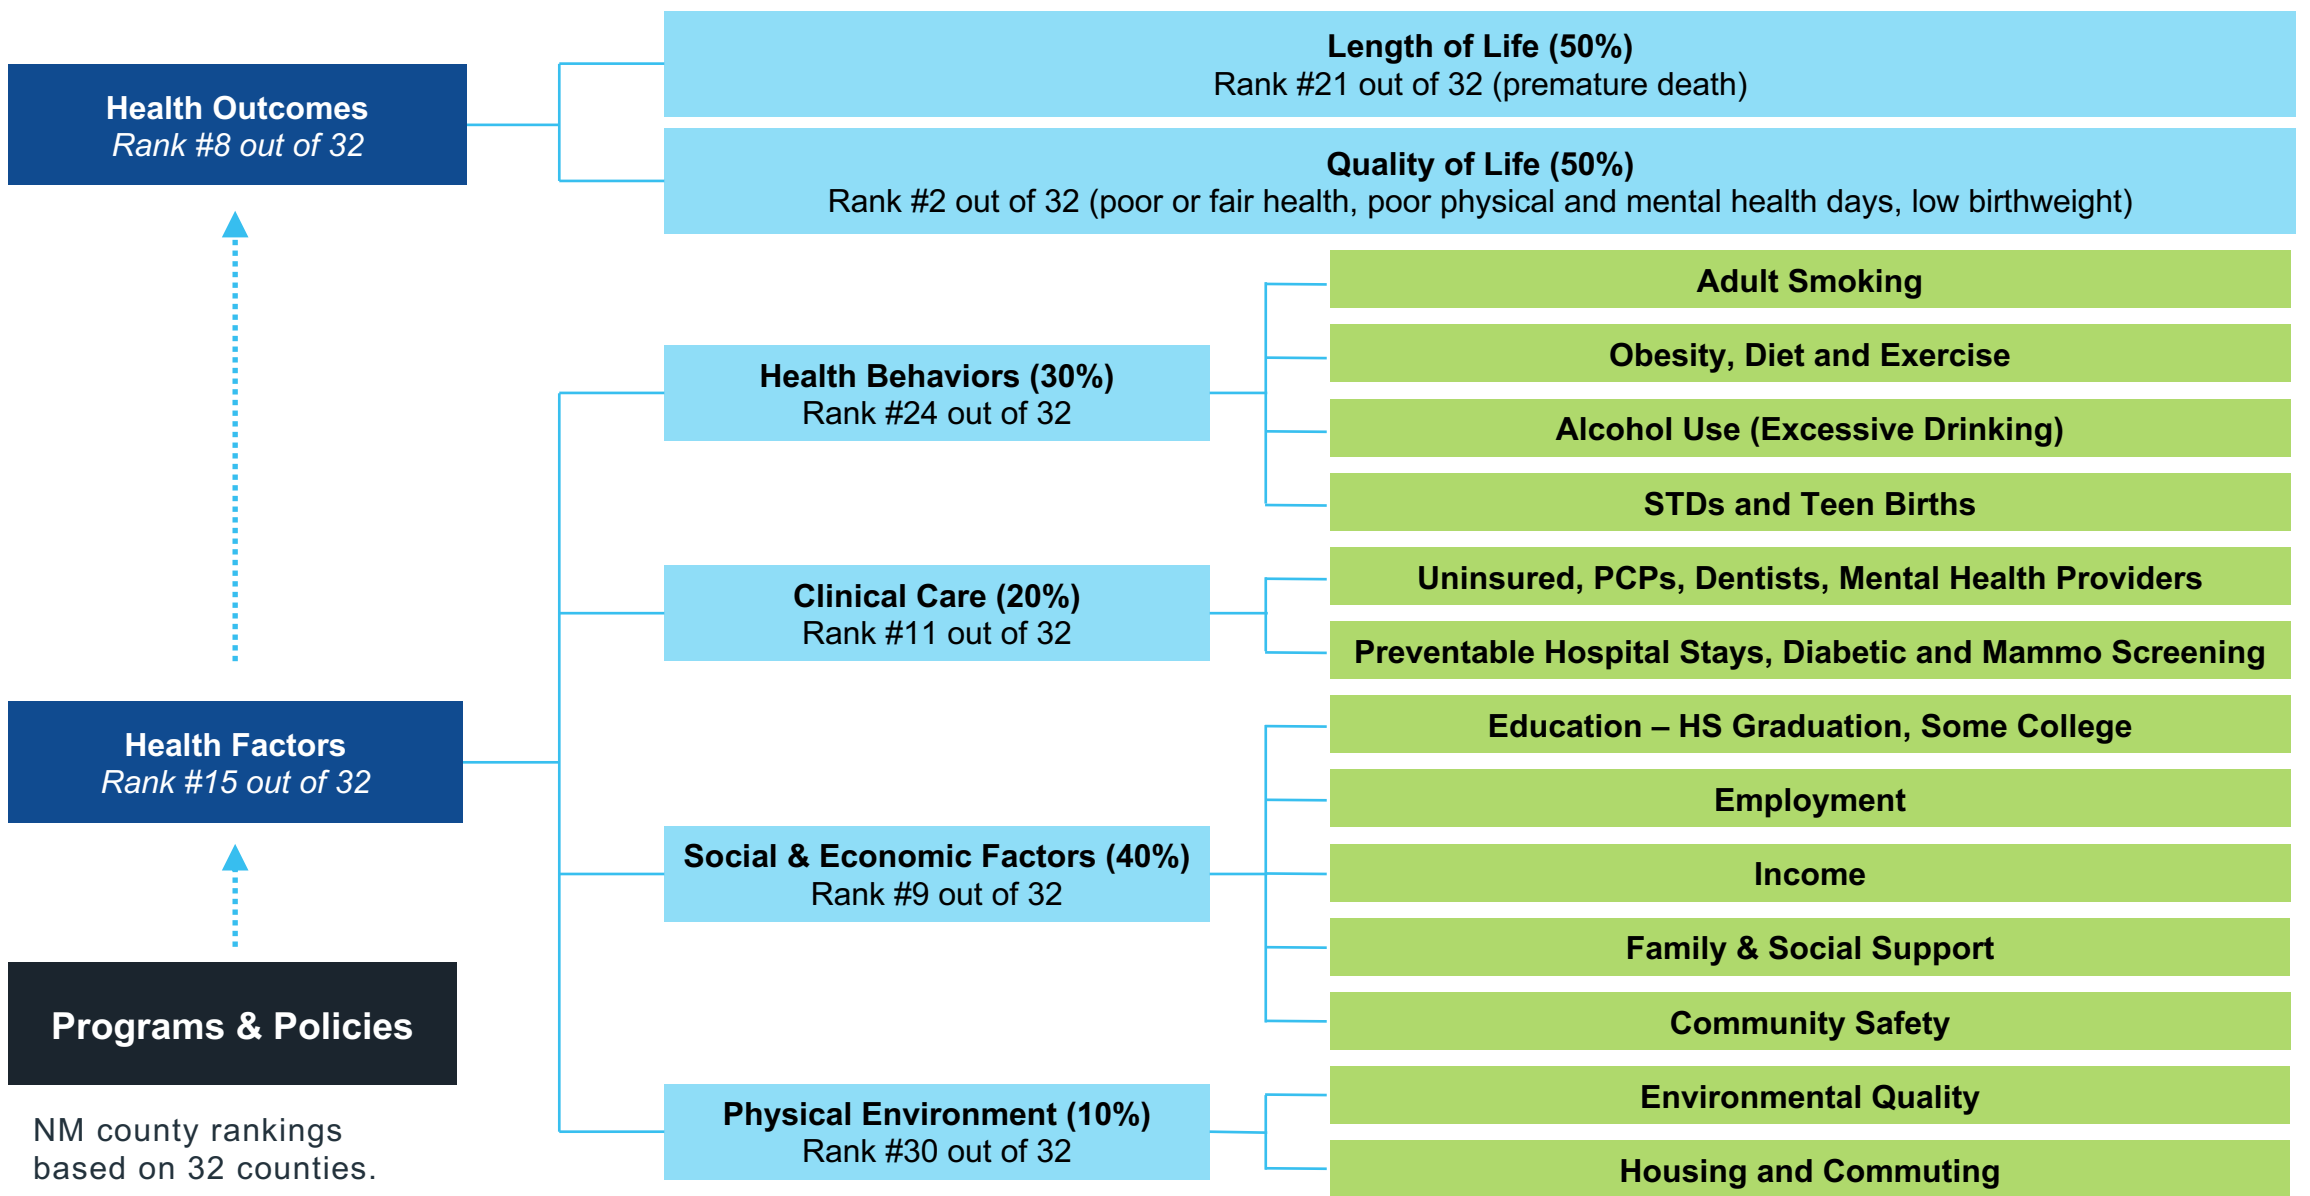 Health Outcomes
Rank #8 out of 32
Length of Life (50%)
Rank #21 out of 32 (premature death)
Quality of Life (50%)
Rank #2 out of 32 (poor or fair health, poor physical and mental health days, low birthweight)
Health Factors
Rank #15 out of 32
Health Behaviors (30%)
Rank #24 out of 32
Adult Smoking
Obesity, Diet and Exercise
Alcohol Use (Excessive Drinking)
STDs and Teen Births
Clinical Care (20%)
Rank #11 out of 32
Uninsured, PCPs, Dentists, Mental Health Providers
Preventable Hospital Stays, Diabetic and Mammo Screening
Social & Economic Factors (40%)
Rank #9 out of 32
Education – HS Graduation, Some College
Employment
Income
Family & Social Support
Community Safety
Physical Environment (10%)
Rank #30 out of 32
Environmental Quality
Housing and Commuting
Programs & Policies
NM county rankings
based on 32 counties.